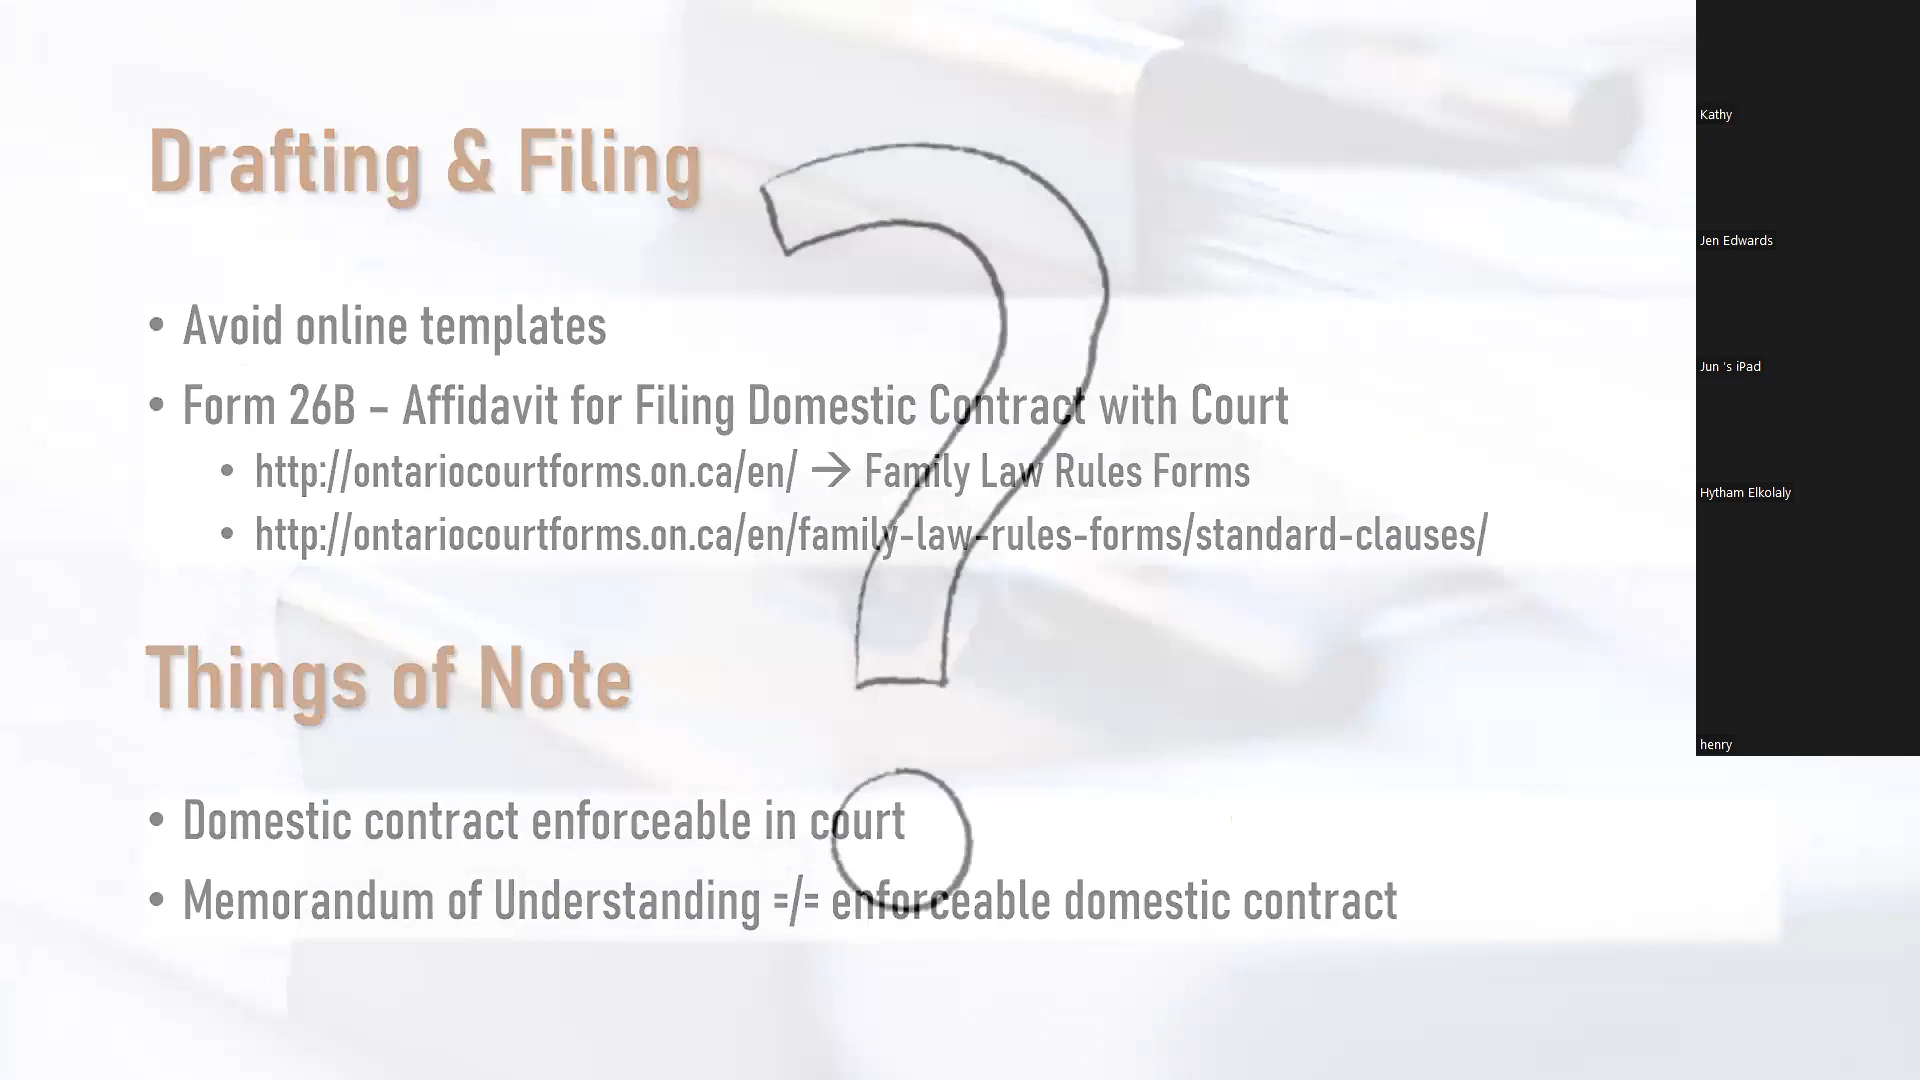 Drafting & Filing
• Avoid online templates
• Form 26B – Affidavit for Filing Domestic Contract with Court
• http://ontariocourtforms.on.ca/en/ → Family Law Rules Forms
• http://ontariocourtforms.on.ca/en/family-law-rules-forms/standard-clauses/
Things of Note
• Domestic contract enforceable in court
• Memorandum of Understanding =/= enforceable domestic contract
?
Kathy
Jen Edwards
Jun 's iPad
Hytham Elkolaly
henry